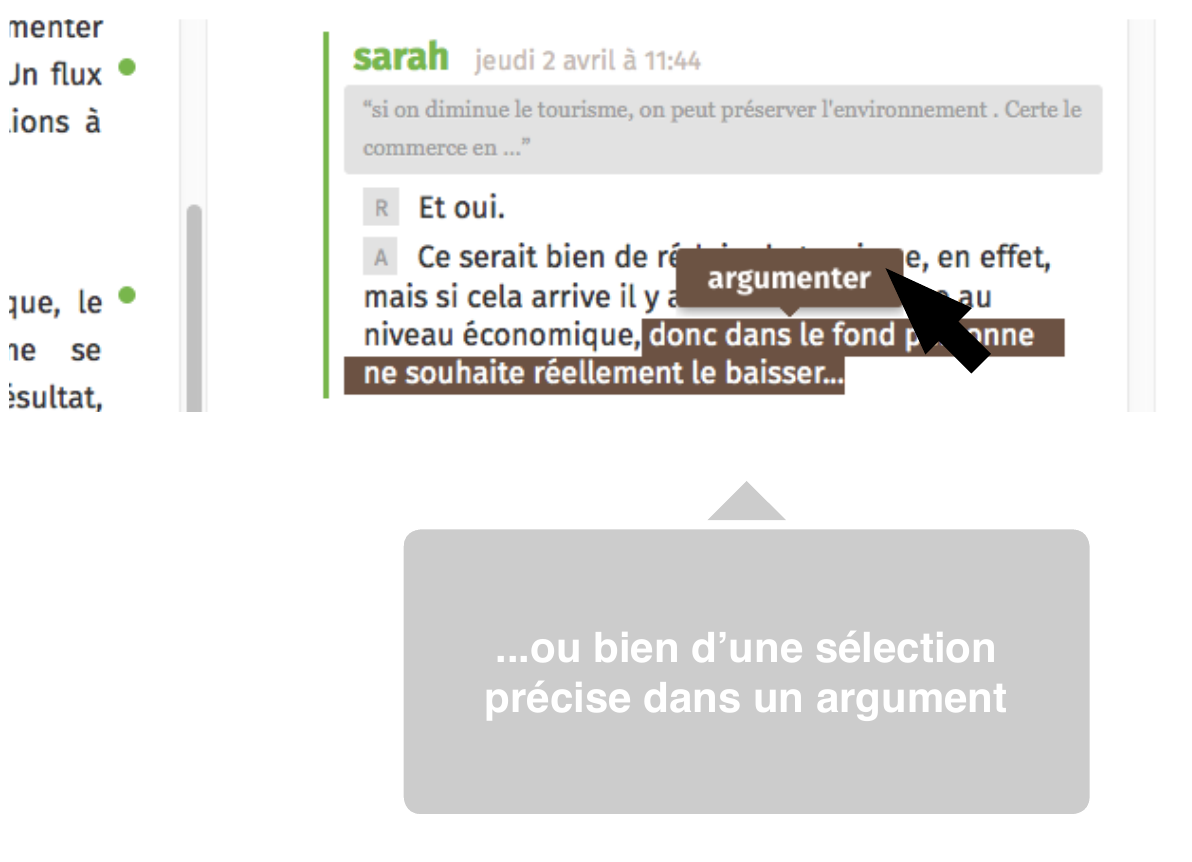 menter
Un flux
ions à
que, le
ne se
ésultat,
sarah jeudi 2 avril à 11:44
“si on diminue le tourisme, on peut préserver l'environnement . Certe le
commerce en ...”
R Et oui.
A Ce serait bien de ré e, en effet,
argumenter
mais si cela arrive il y a au
niveau économique, donc dans le fond p onne
ne souhaite réellement le baisser...
...ou bien d’une sélection
précise dans un argument